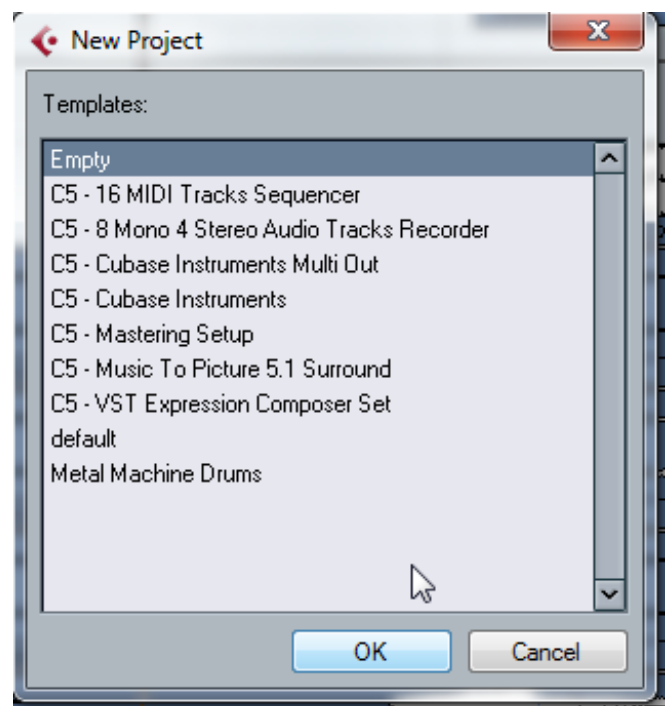 New Project
Templates:
Empty
C5 - 16 MIDI Tracks Sequencer
C5 - 8 Mono 4 Stereo Audio Tracks Recorder
C5 - Cubase Instruments Multi Out
C5 - Cubase Instruments
C5 - Mastering Setup
C5 - Music To Picture 5.1 Surround
C5 - VST Expression Composer Set
default
Metal Machine Drums
OK Cancel